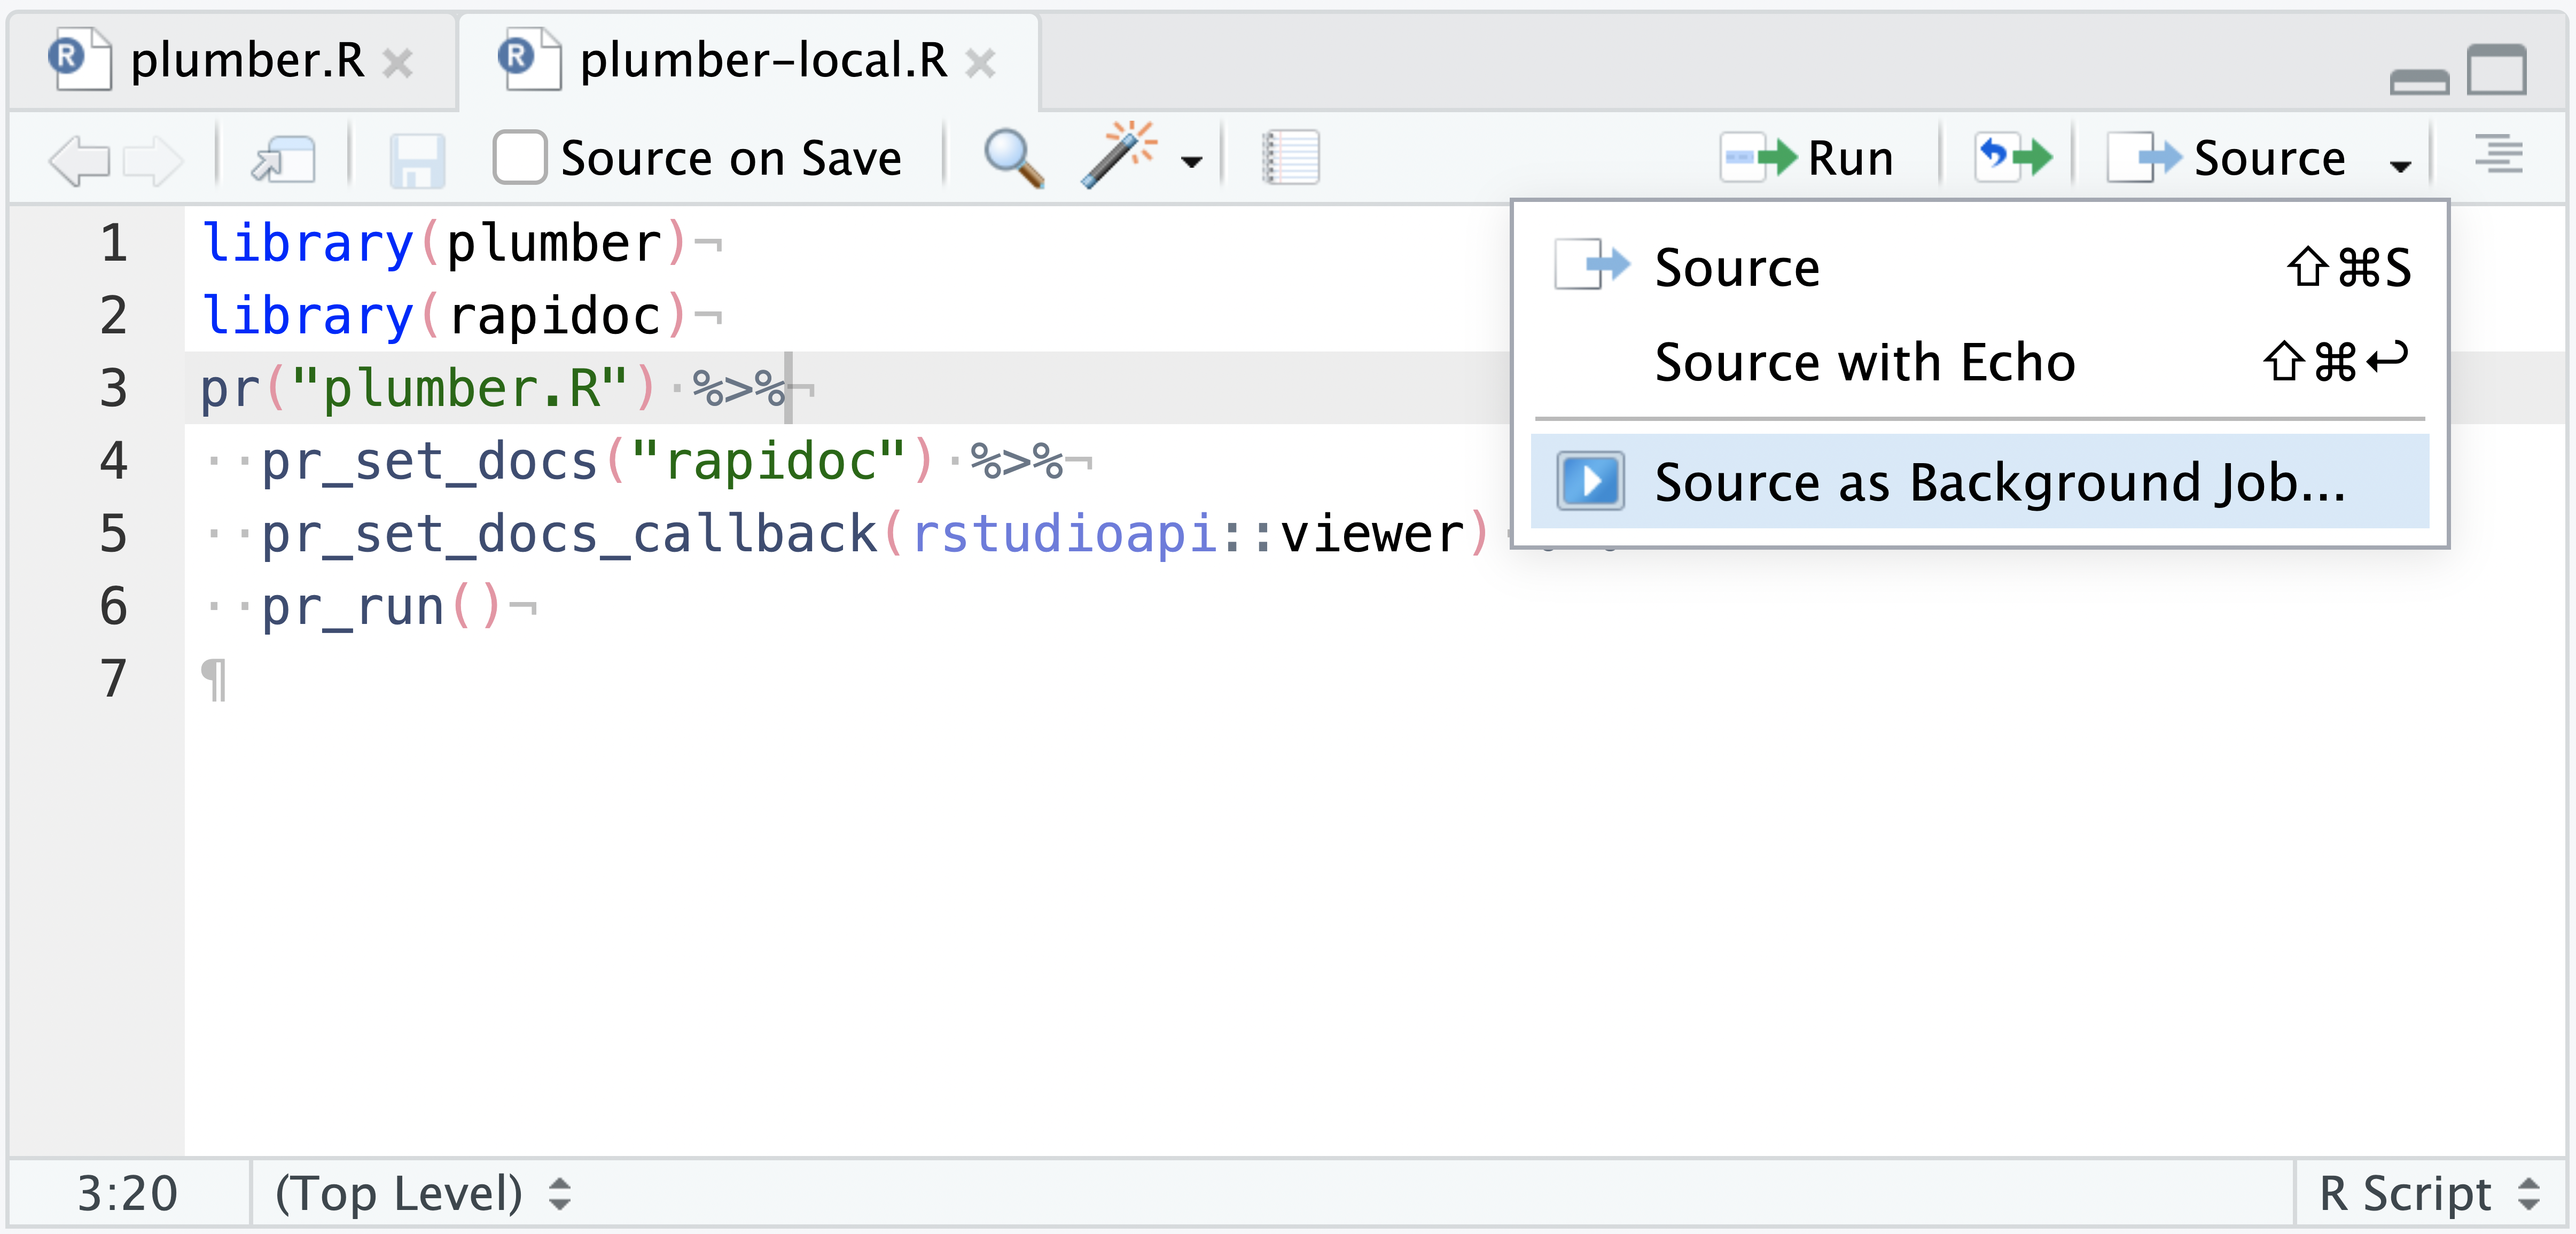 plumber.R
plumber-local.R
Source on Save
Run
Source
1 library(plumber)¬
2 library(rapidoc)¬
3 pr("plumber.R")·%>%¬
4 ··pr_set_docs("rapidoc")·%>%¬
5 ··pr_set_docs_callback(rstudioapi::viewer)
6 ··pr_run()¬
7 ¶
Source ⇧⌘S
Source with Echo ⇧⌘↩
Source as Background Job...
3:20
(Top Level)
R Script